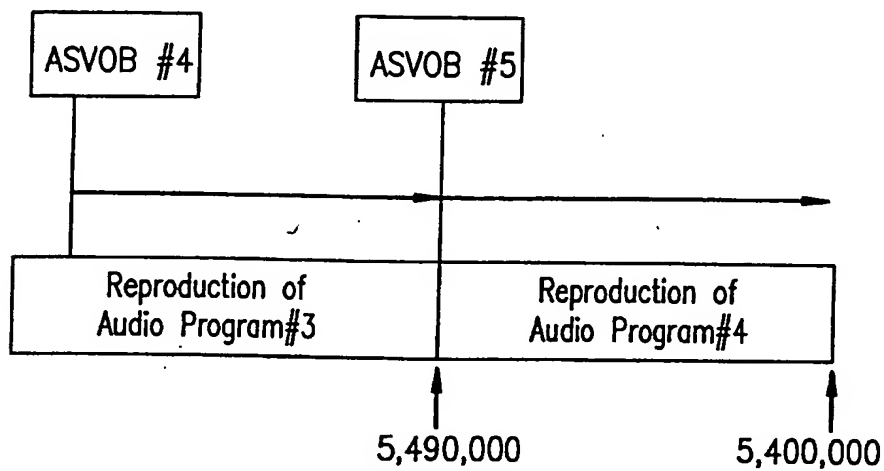 ASVOB #4
ASVOB #5
Reproduction of
Audio Program#3
Reproduction of
Audio Program#4
5,490,000
5,400,000